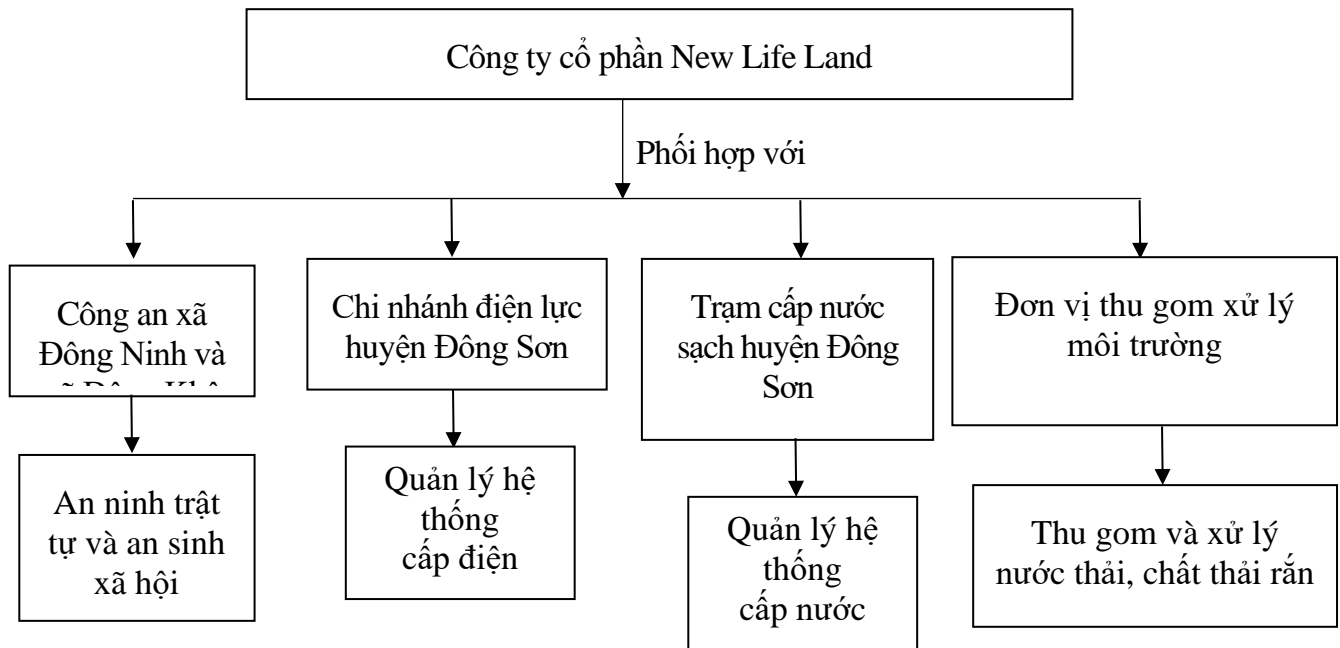 Công ty cổ phần New Life Land
Phối hợp với
Công an xã
Đông Ninh và
Chi nhánh điện lực
huyện Đông Sơn
Trạm cấp nước
sạch huyện Đông
Sơn
Đơn vị thu gom xử lý
môi trường
An ninh trật
tự và an sinh
xã hội
Quản lý hệ
thống
cấp điện
Quản lý hệ
thống
cấp nước
Thu gom và xử lý
nước thải, chất thải rắn